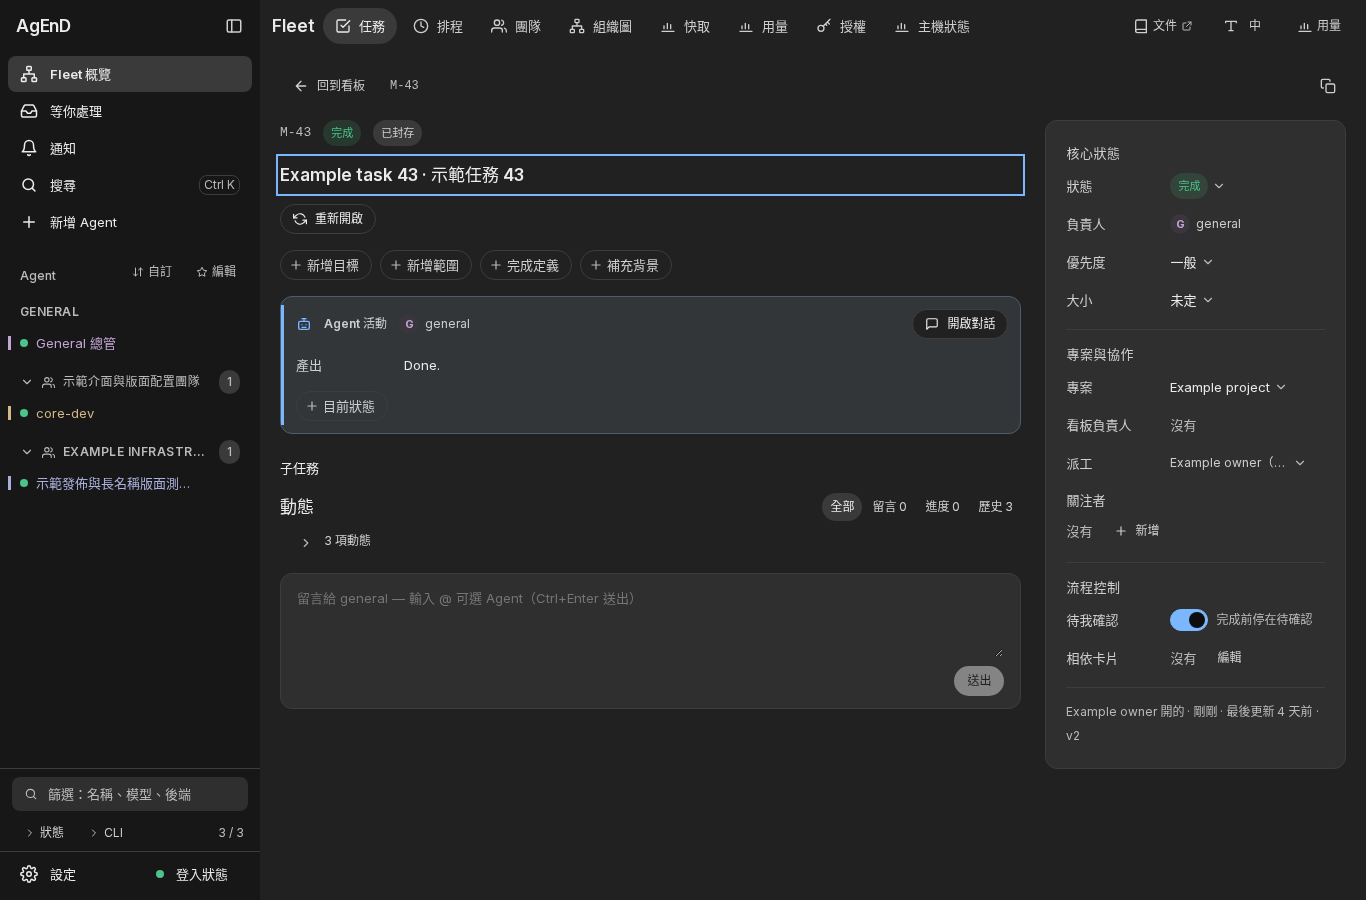 AgEnD
Fleet 概覽
等你處理
通知
搜尋 Ctrl K
新增 Agent
Agent 自訂 編輯
GENERAL
General 總管
示範介面與版面配置團隊 1
core-dev
EXAMPLE INFRASTR... 1
示範發佈與長名稱版面測...
篩選：名稱、模型、後端
狀態 CLI 3 / 3
設定 登入狀態
Fleet 任務 排程 團隊 組織圖 快取 用量 授權 主機狀態 文件 中 用量
回到看板 M-43
M-43 完成 已封存
Example task 43 · 示範任務 43
重新開啟
新增目標 新增範圍 完成定義 補充背景
Agent 活動 G general 開啟對話
產出 Done.
目前狀態
子任務
動態 全部 留言 0 進度 0 歷史 3
3 項動態
留言給 general — 輸入 @ 可選 Agent（Ctrl+Enter 送出）
送出
核心狀態
狀態 完成
負責人 G general
優先度 一般
大小 未定
專案與協作
專案 Example project
看板負責人 沒有
派工 Example owner（...
關注者
沒有 新增
流程控制
待我確認 完成前停在待確認
相依卡片 沒有 編輯
Example owner 開的 · 剛剛 · 最後更新 4 天前 ·
v2